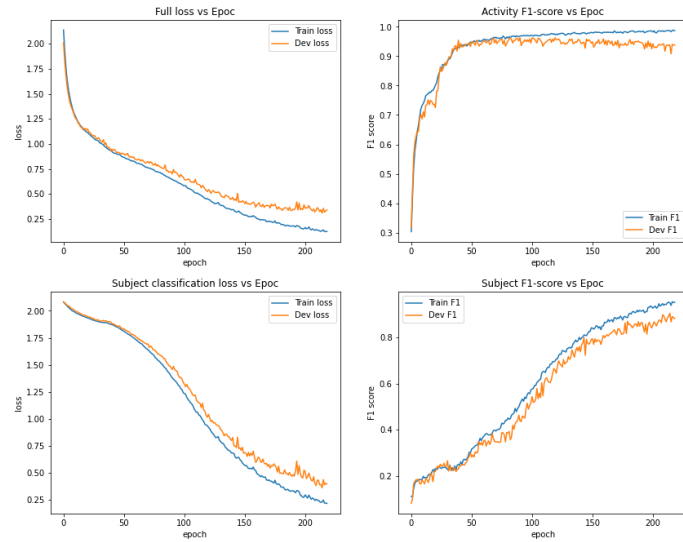 Full loss vs Epoc
2.00
1.75
1.50
1.25
1.00
0.75
0.50
0.25
loss
0
50
100
150
200
epoch
Train loss
Dev loss
Activity F1-score vs Epoc
1.0
0.9
0.8
0.7
0.6
0.5
0.4
0.3
F1 score
0
50
100
150
200
epoch
Train F1
Dev F1
Subject classification loss vs Epoc
2.00
1.75
1.50
1.25
1.00
0.75
0.50
0.25
loss
0
50
100
150
200
epoch
Train loss
Dev loss
Subject F1-score vs Epoc
0.8
0.6
0.4
0.2
F1 score
0
50
100
150
200
epoch
Train F1
Dev F1